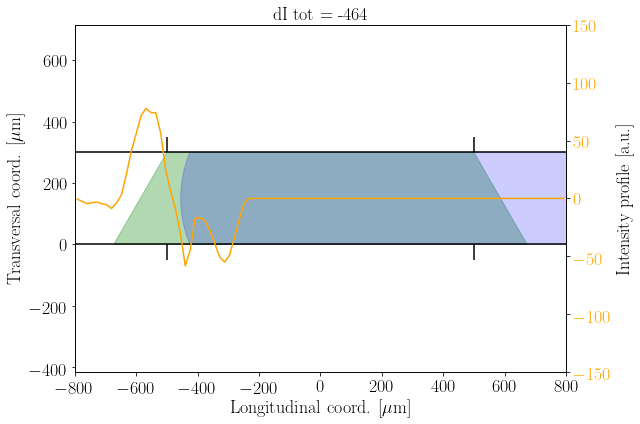 dI tot = -464
Transversal coord. [μm]
600
400
200
0
−200
−400
150
100
50
0
−50
−100
−150
Intensity profile [a.u.]
−800 −600 −400 −200 0 200 400 600 800
Longitudinal coord. [μm]